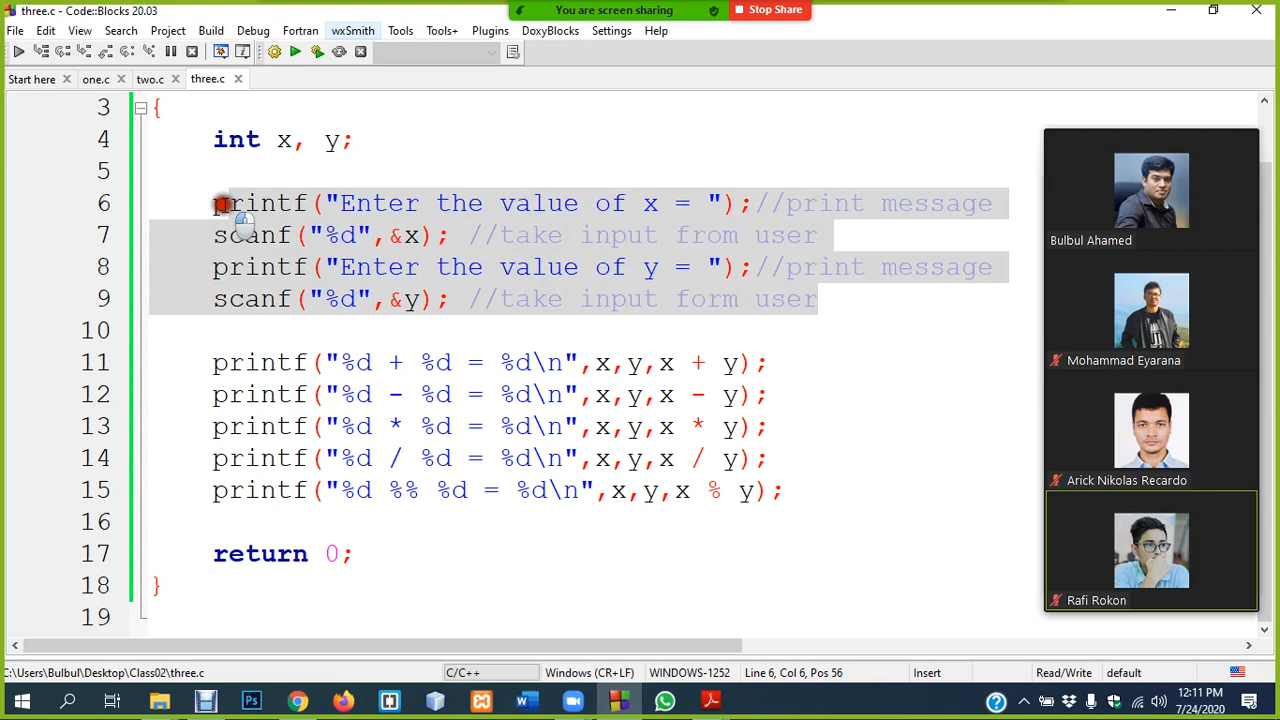 three.c - Code::Blocks 20.03
You are screen sharing
Stop Share
File Edit View Search Project Build Debug Fortran wxSmith Tools Tools+ Plugins DoxyBlocks Settings Help
Start here one.c two.c three.c
3 {
4 int x, y;
5
6 printf("Enter the value of x = ");//print message
7 scanf("%d",&x); //take input from user
8 printf("Enter the value of y = ");//print message
9 scanf("%d",&y); //take input form user
10
11 printf("%d + %d = %d\n",x,y,x + y);
12 printf("%d - %d = %d\n",x,y,x - y);
13 printf("%d * %d = %d\n",x,y,x * y);
14 printf("%d / %d = %d\n",x,y,x / y);
15 printf("%d %% %d = %d\n",x,y,x % y);
16
17 return 0;
18 }
19
Bulbul Ahamed
Mohammad Eyarana
Arick Nikolas Recardo
Rafi Rokon
C:\Users\Bulbul\Desktop\Class02\three.c C/C++ Windows (CR+LF) WINDOWS-1252 Line 6, Col 6, Pos 56 Insert Read/Write default
12:11 PM
7/24/2020